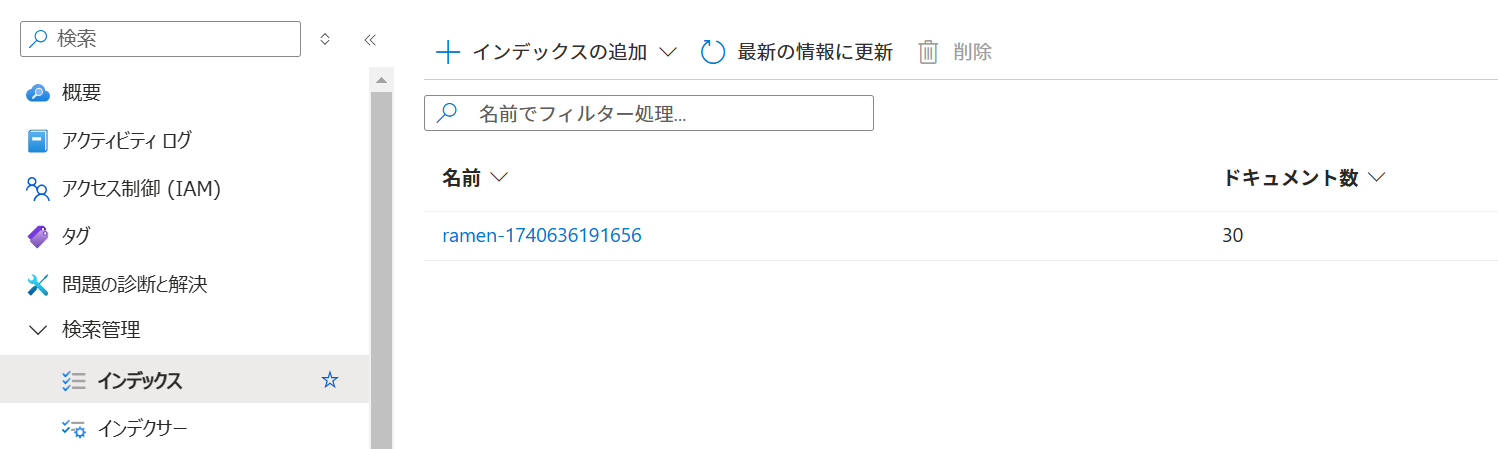 検索
概要
アクティビティ ログ
アクセス制御 (IAM)
タグ
問題の診断と解決
検索管理
インデックス
インデクサー
インデックスの追加 最新の情報に更新 削除
名前でフィルター処理...
名前 ドキュメント数
ramen-1740636191656 30